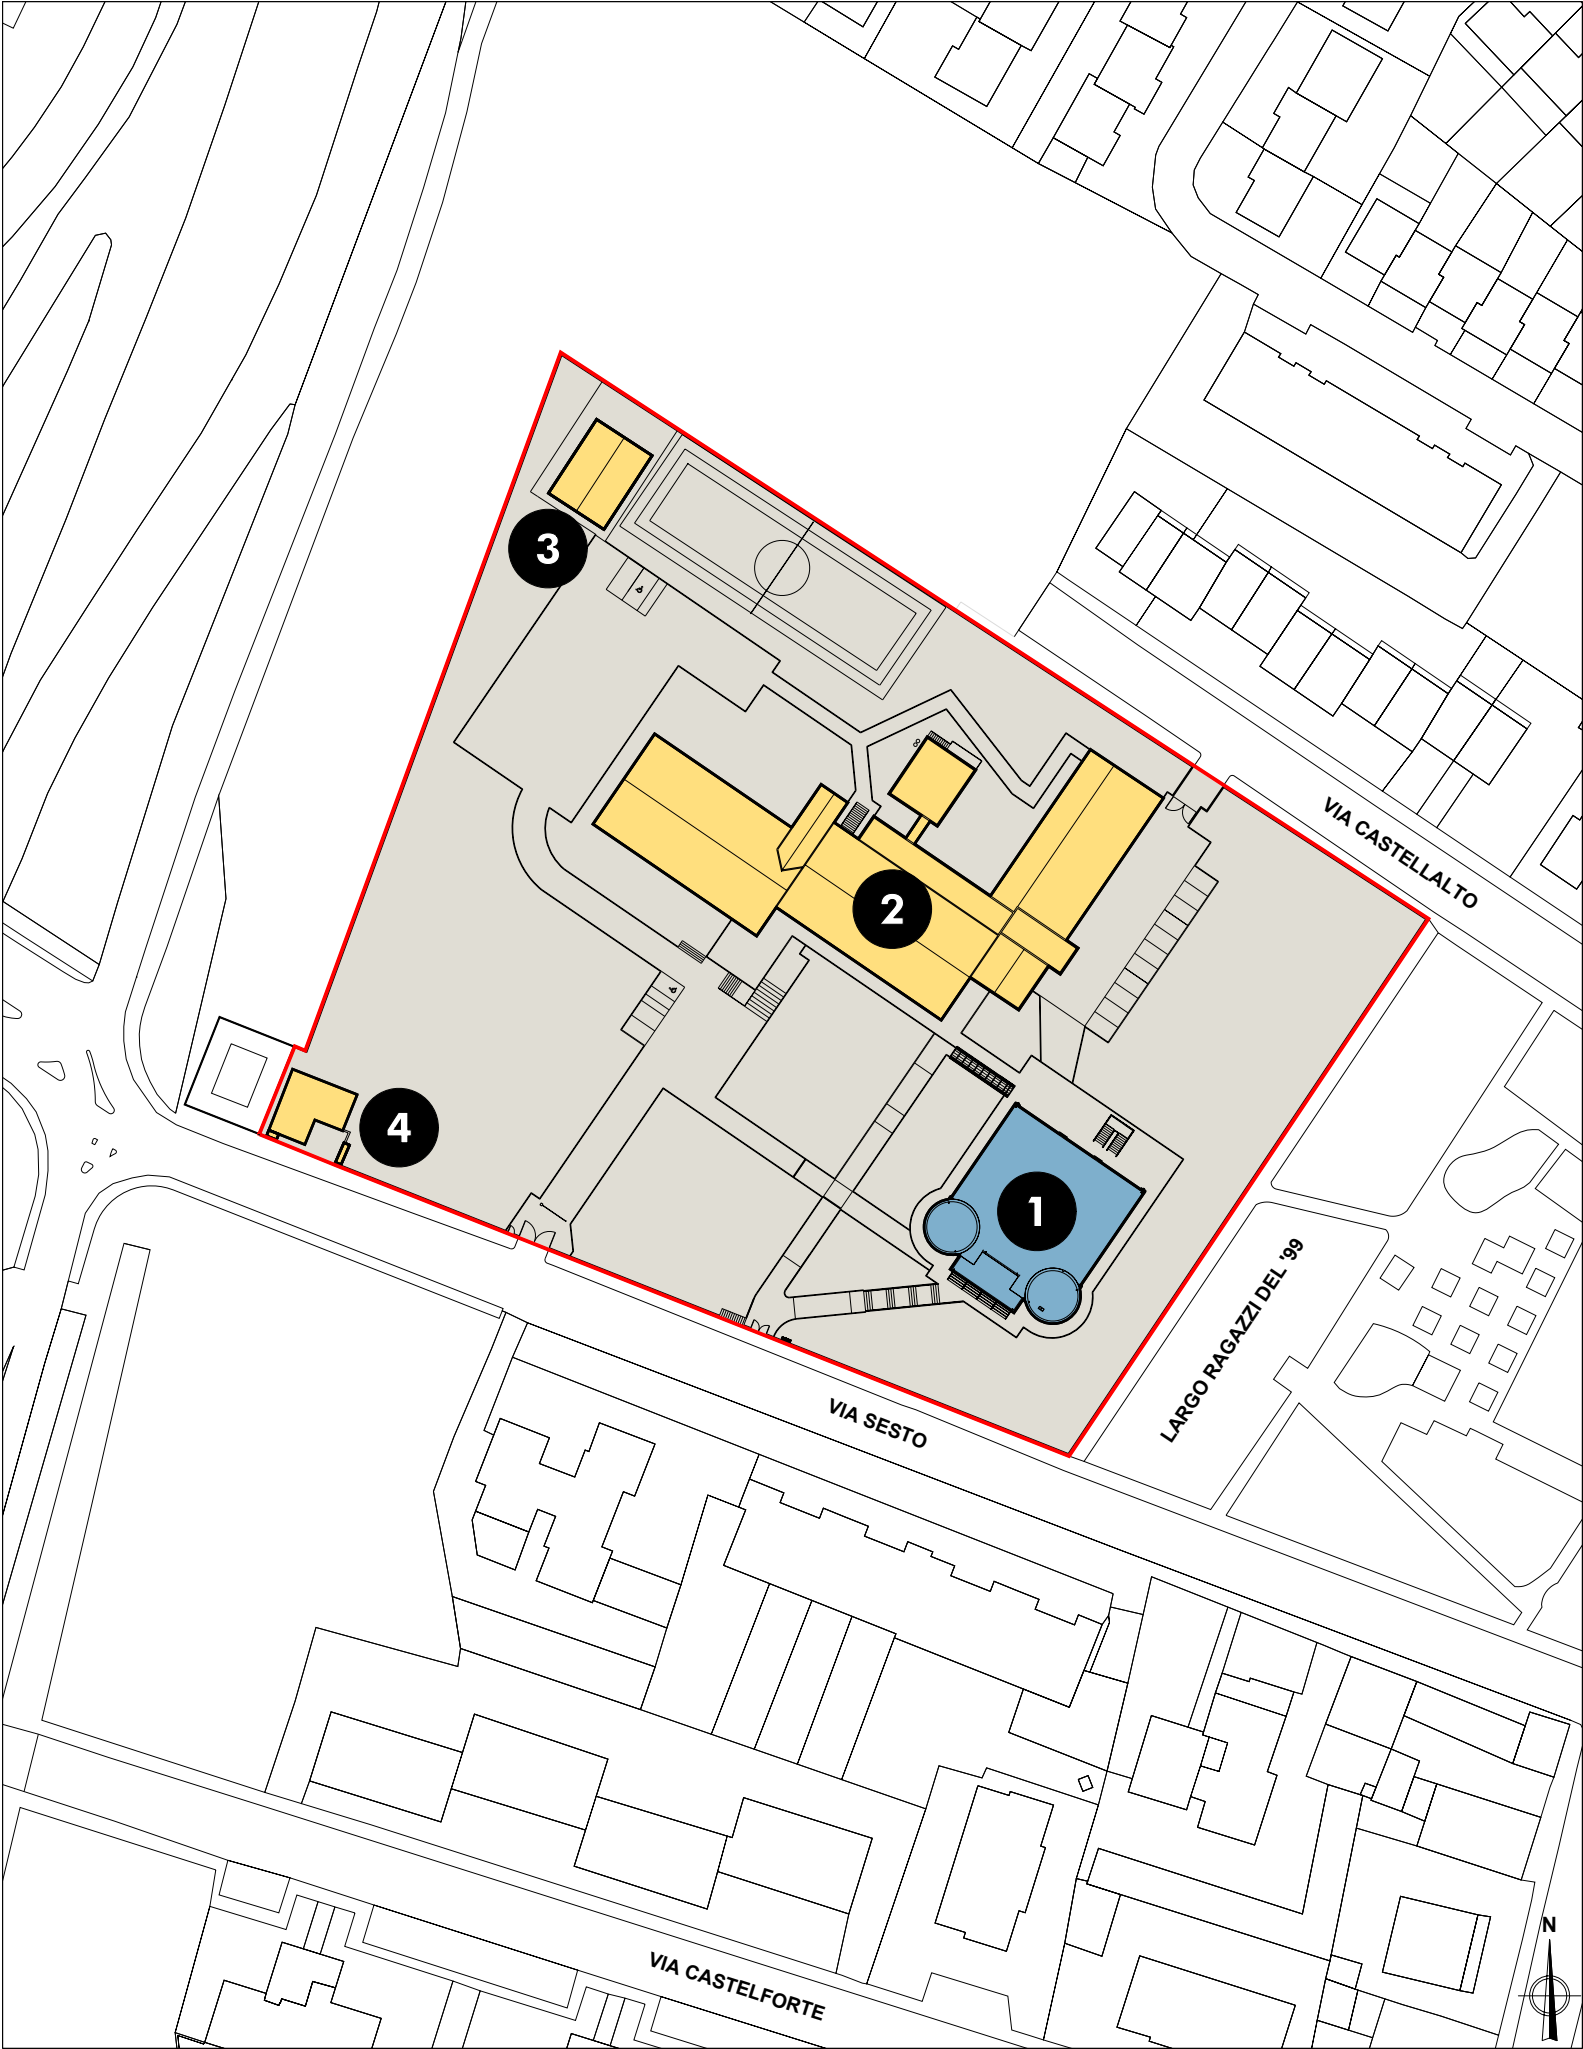 3
VIA CASTELLALTO
2
4
1
LARGO RAGAZZI DEL '99
VIA SESTO
N
VIA CASTELFORTE